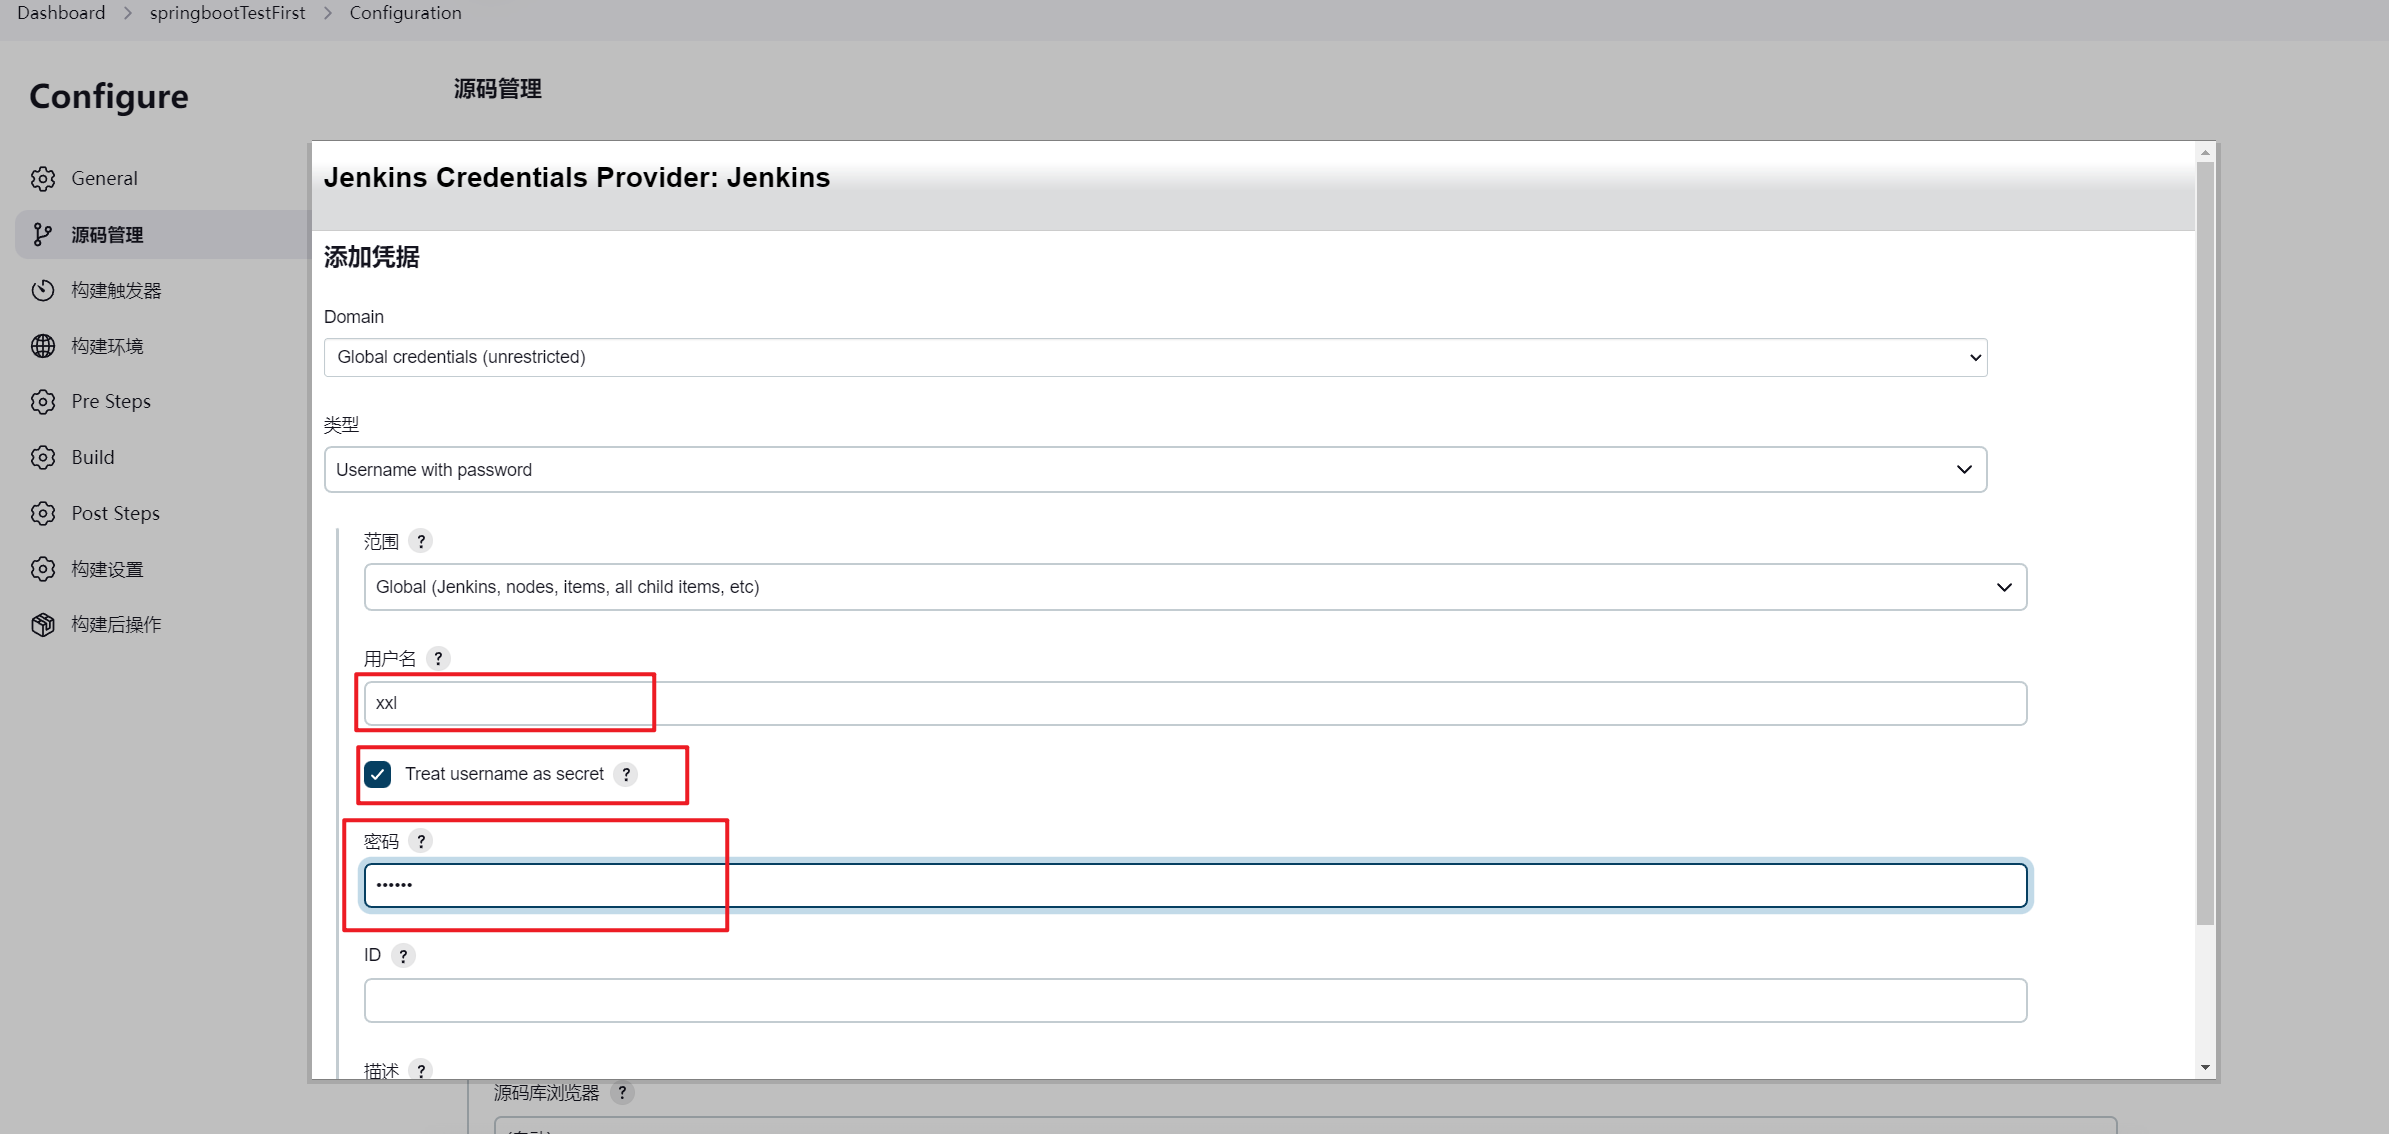 Dashboard > springbootTestFirst > Configuration
Configure
General
源码管理
构建触发器
构建环境
Pre Steps
Build
Post Steps
构建设置
构建后操作
源码管理
Jenkins Credentials Provider: Jenkins
添加凭据
Domain
Global credentials (unrestricted)
类型
Username with password
范围 ?
Global (Jenkins, nodes, items, all child items, etc)
用户名 ?
xxl
Treat username as secret ?
密码 ?
••••••
ID ?
描述 ?
源码库浏览器 ?